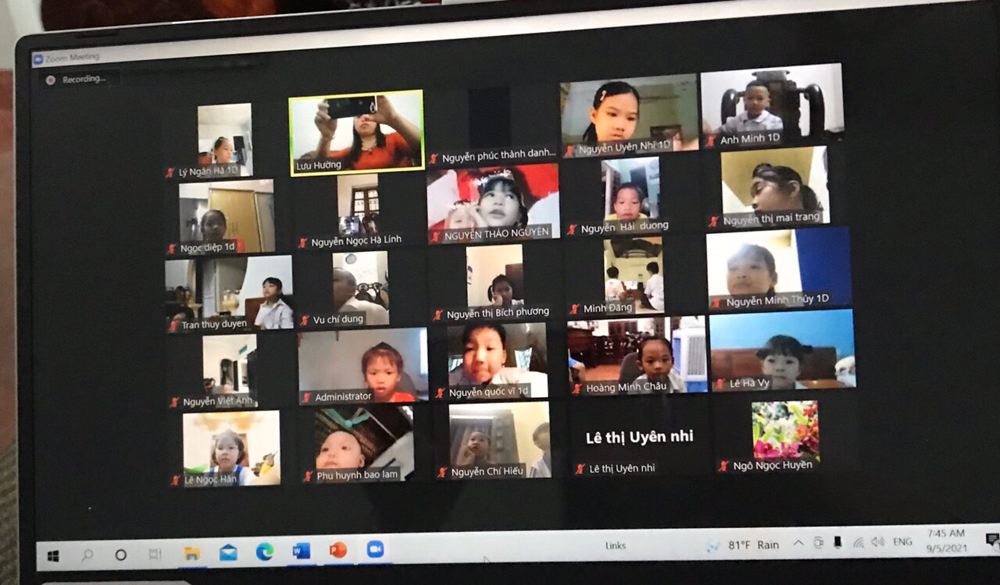 Zoom Meeting
Recording...
Lý Ngân Hà 1D
Lưu Hường
Nguyễn phúc thành danh...
Nguyễn Uyên Nhi 1D
Anh Minh 1D
Ngọc diệp 1d
Nguyễn Ngọc Hà Linh
NGUYỄN THẢO NGUYÊN
Nguyễn Hải duong
Nguyễn thị mai trang
Tran thuy duyen
Vu chí dung
Nguyễn thị Bích phương
Minh Đăng
Nguyễn Minh Thủy 1D
Nguyễn Việt Anh
Administrator
Nguyễn quốc vĩ 1d
Hoàng Minh Châu
Lê Hà Vy
Lê Ngọc Hân
Phu huynh bao lam
Nguyễn Chí Hiếu
Lê thị Uyên nhi
Lê thị Uyên nhi
Ngô Ngọc Huyền
Links
81°F Rain
ENG
7:45 AM
9/5/2021